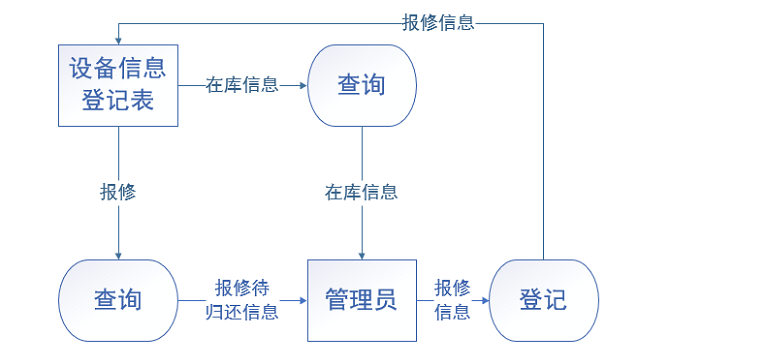 报修信息
设备信息
登记表
在库信息
查询
报修
在库信息
查询
报修待
归还信息
管理员
报修
信息
登记